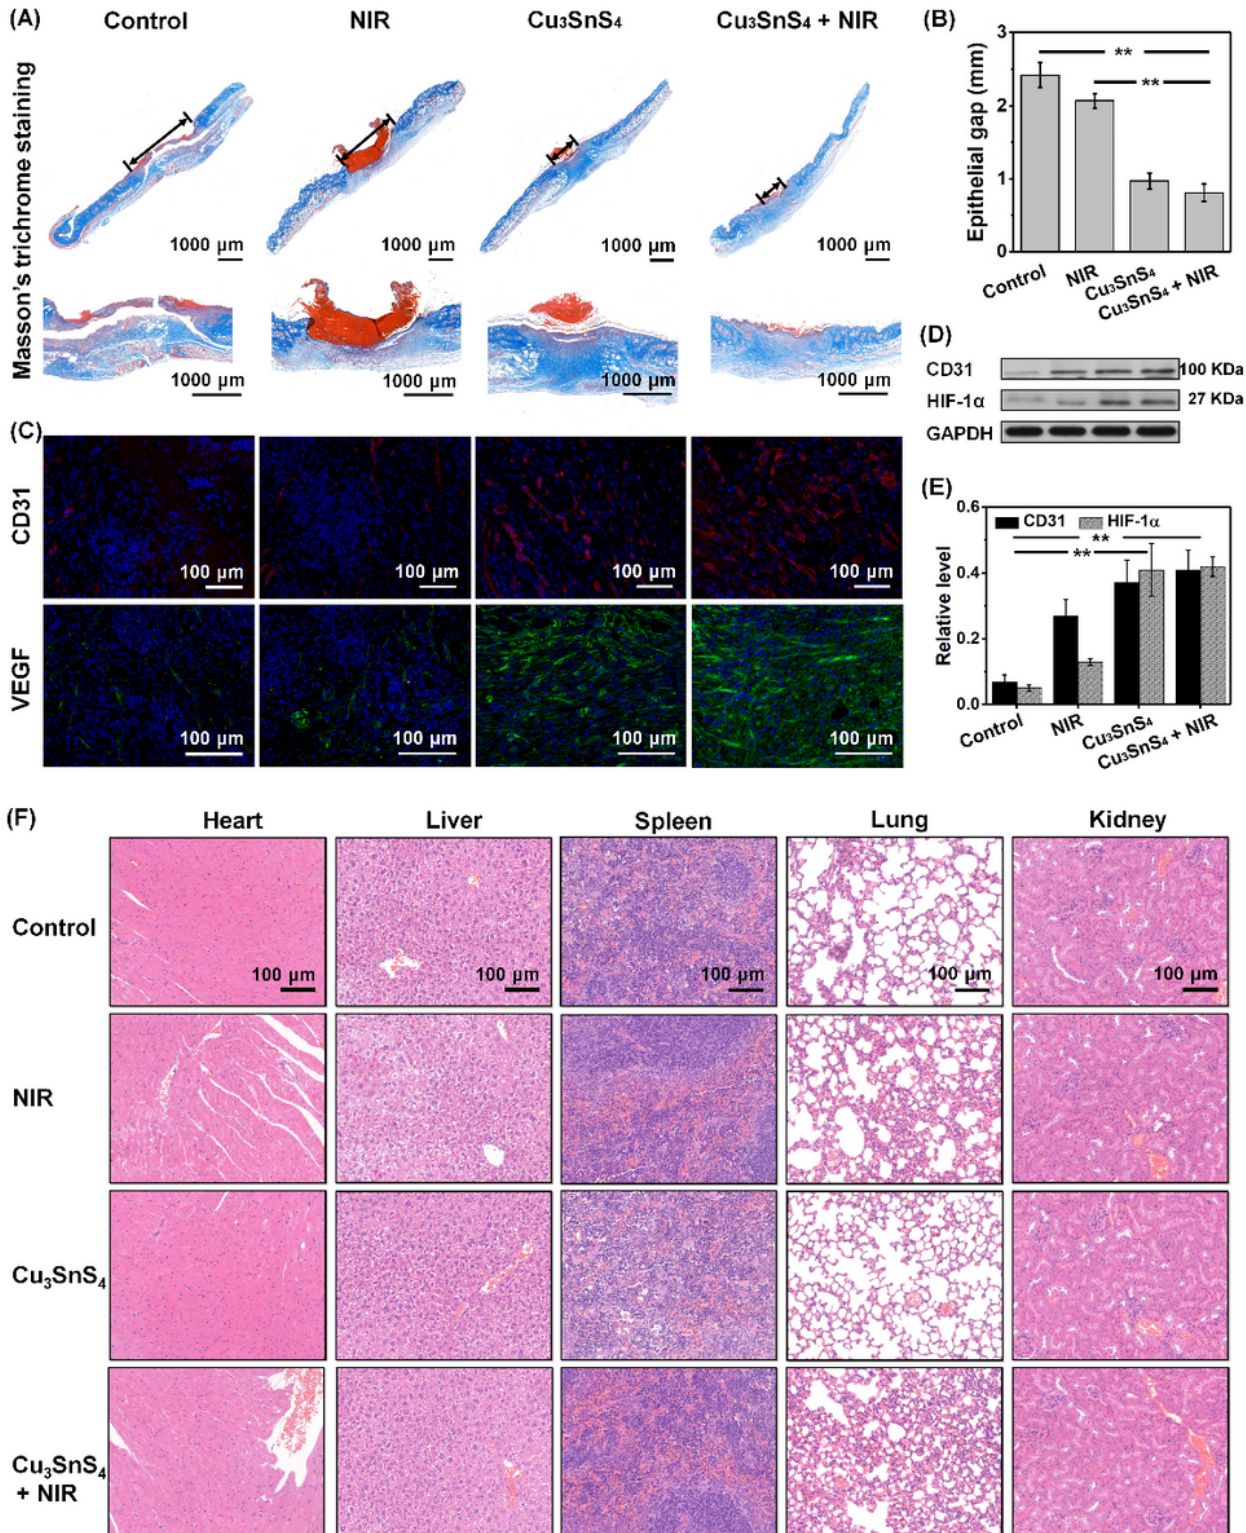 (A)
Control
NIR
Cu₃SnS₄
Cu₃SnS₄ + NIR
Masson's trichrome staining
1000 µm
1000 µm
1000 µm
1000 µm
1000 µm
1000 µm
1000 µm
1000 µm
(B)
Epithelial gap (mm)
3
2
1
0
**
**
Control
NIR
Cu₃SnS₄
Cu₃SnS₄ + NIR
(C)
CD31
100 µm
100 µm
100 µm
100 µm
VEGF
100 µm
100 µm
100 µm
100 µm
(D)
CD31
100 KDa
HIF-1α
27 KDa
GAPDH
(E)
Relative level
0.6
0.4
0.2
0.0
CD31
HIF-1α
**
**
Control
NIR
Cu₃SnS₄
Cu₃SnS₄ + NIR
(F)
Heart
Liver
Spleen
Lung
Kidney
Control
100 µm
100 µm
100 µm
100 µm
100 µm
NIR
Cu₃SnS₄
Cu₃SnS₄
+ NIR